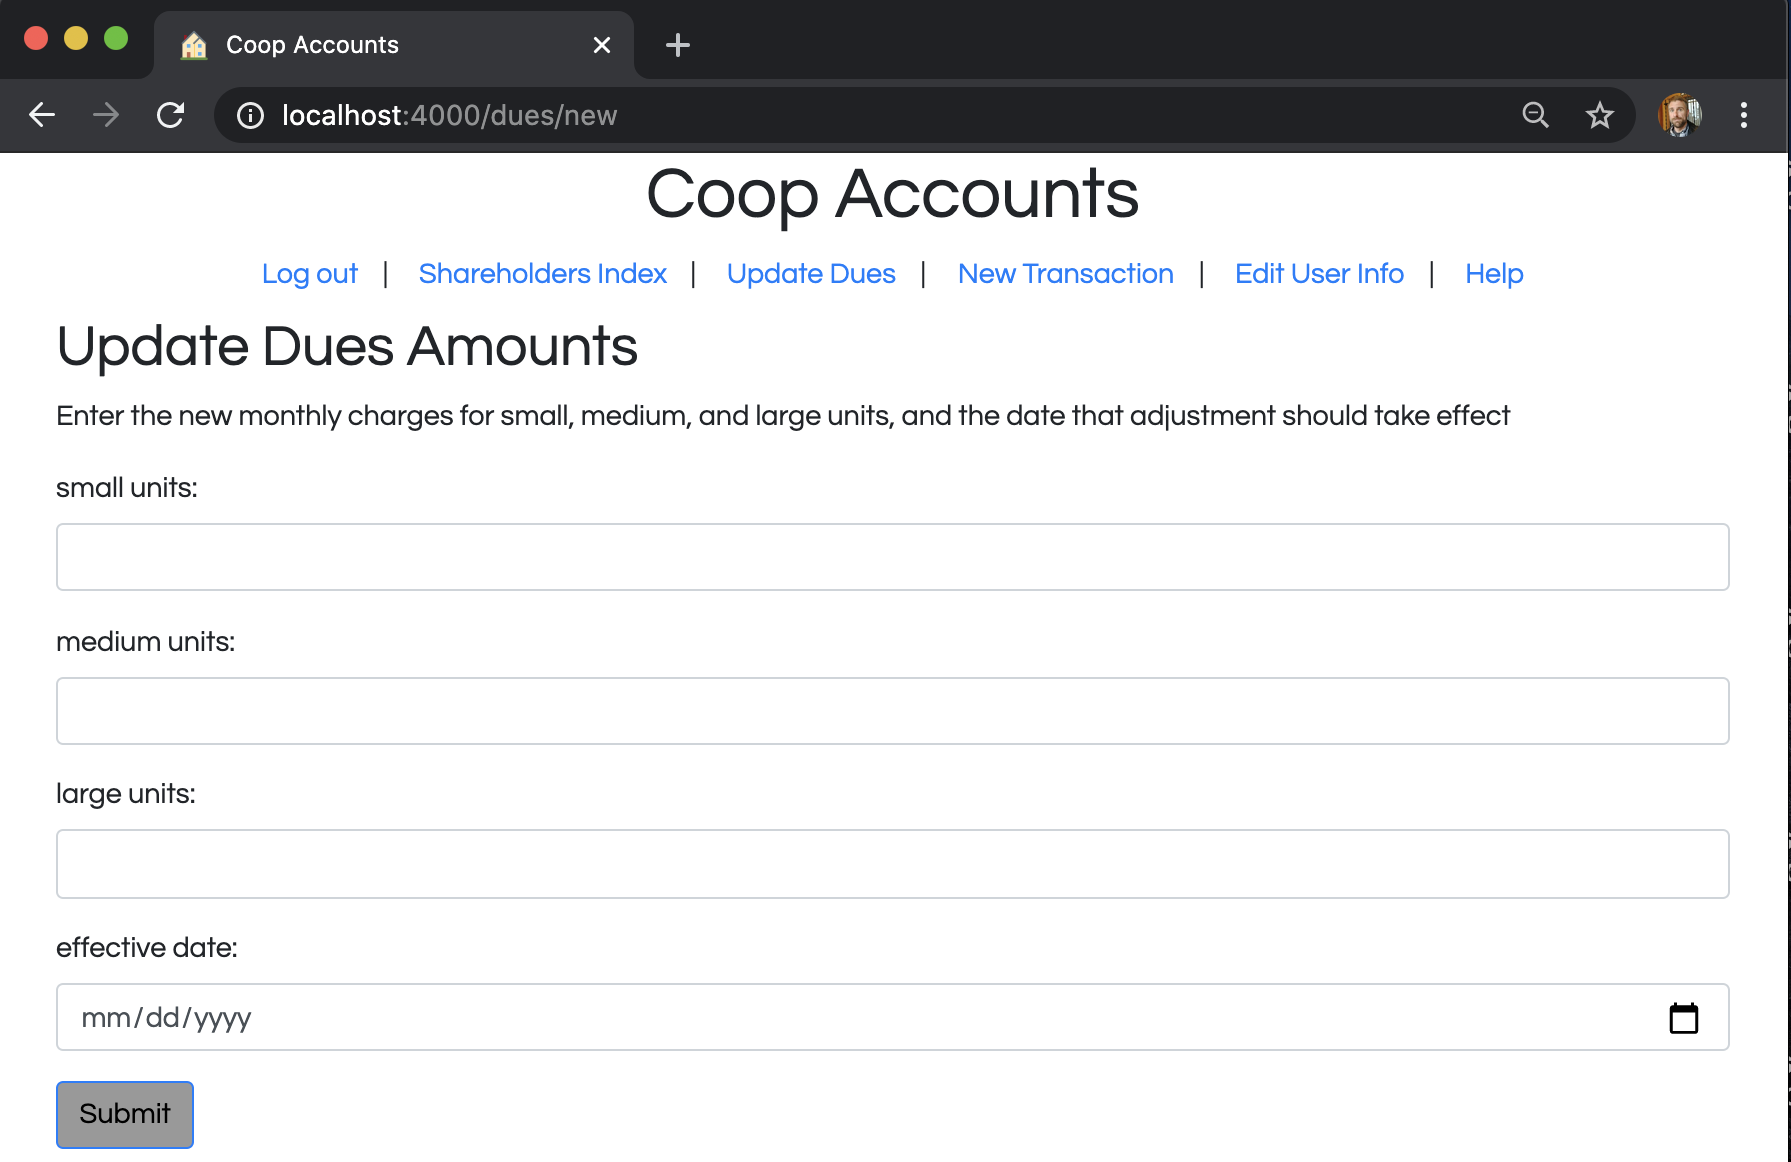 Coop Accounts
localhost:4000/dues/new
Coop Accounts
Log out | Shareholders Index | Update Dues | New Transaction | Edit User Info | Help
Update Dues Amounts
Enter the new monthly charges for small, medium, and large units, and the date that adjustment should take effect
small units:
medium units:
large units:
effective date:
mm/dd/yyyy
Submit